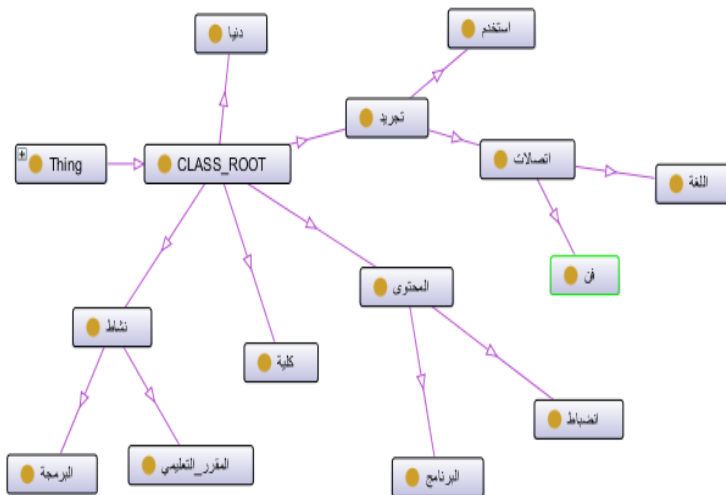 دنيا
استخدم
تجريد
Thing
CLASS_ROOT
اتصالات
اللغة
فن
المحتوى
نشاط
كلية
انضباط
البرمجة
المقرر_التعليمي
البرنامج